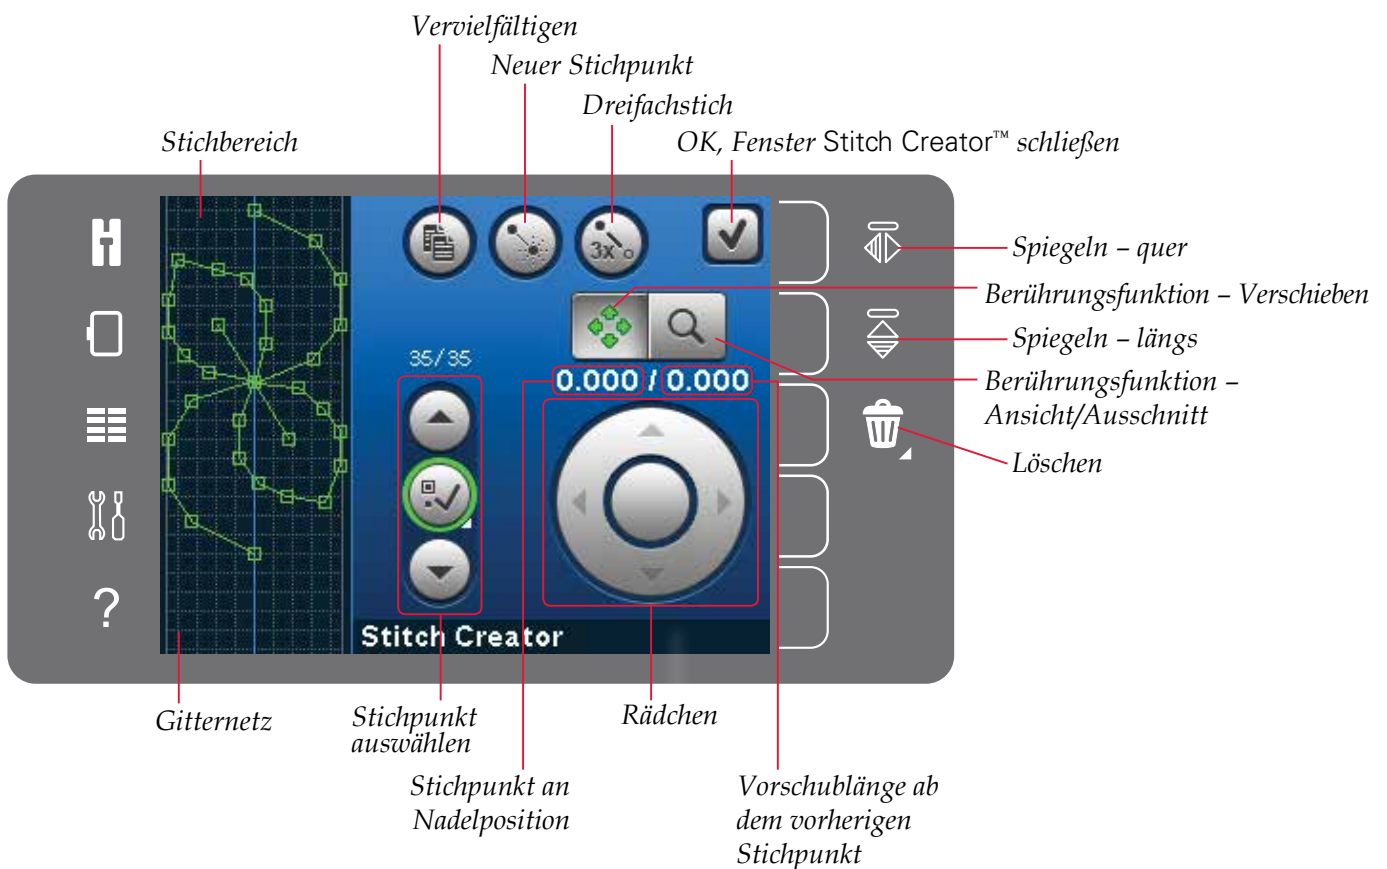 Vervielfältigen
Neuer Stichpunkt
Dreifachstich
Stichbereich
OK, Fenster Stitch Creator™ schließen
3x
Spiegeln – quer
Berührungsfunktion – Verschieben
Spiegeln – längs
35/35
0.000 / 0.000
Berührungsfunktion –
Ansicht/Ausschnitt
Löschen
?
Stitch Creator
Gitternetz
Stichpunkt
auswählen
Rädchen
Stichpunkt an
Nadelposition
Vorschublänge ab
dem vorherigen
Stichpunkt